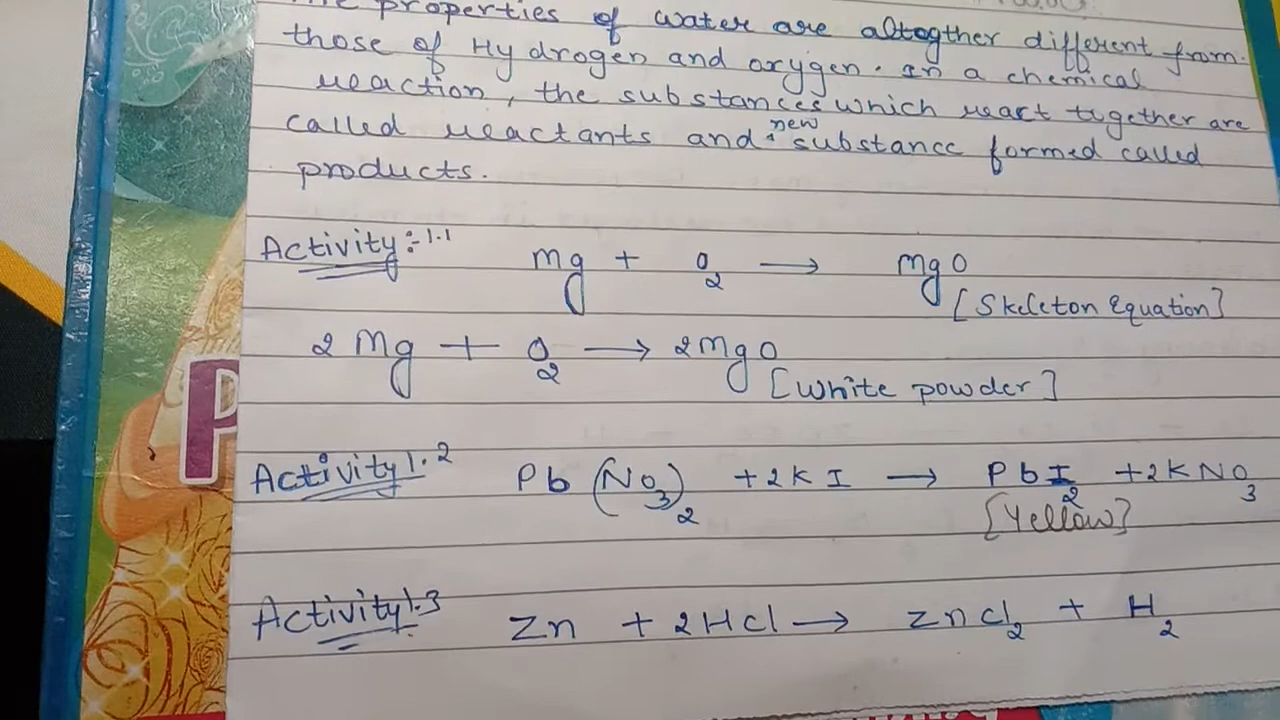 The properties of water are altogther different from
those of Hydrogen and oxygen. In a chemical
reaction, the substances which react together are
called reactants and new substance formed called
products.
Activity:-1.1 Mg + O₂ → MgO
[Skeleton Equation]
2Mg + O₂ → 2MgO
[White powder]
Activity 1.2 Pb(NO₃)₂ +2KI → PbI₂ +2KNO₃
[Yellow]
Activity 1.3 Zn + 2HCl → ZnCl₂ + H₂
P